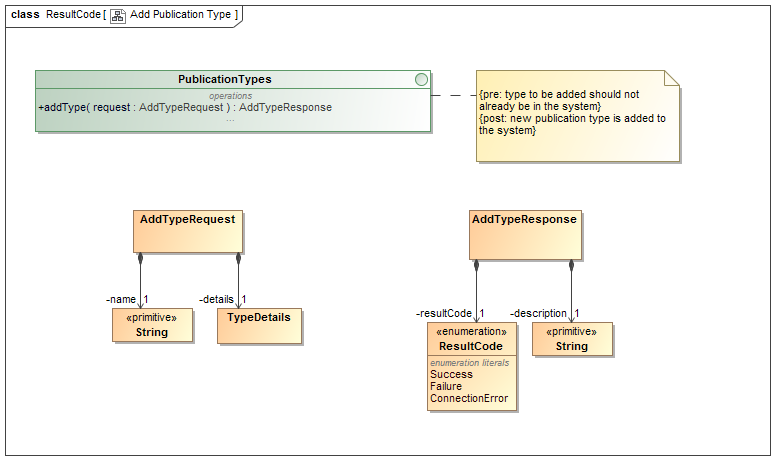 class ResultCode [ Add Publication Type ]
PublicationTypes
operations
+addType( request : AddTypeRequest ) : AddTypeResponse
...
{pre: type to be added should not
already be in the system}
{post: new publication type is added to
the system}
AddTypeRequest
AddTypeResponse
-name 1
-details 1
-resultCode 1
-description 1
«primitive»
String
TypeDetails
«enumeration»
ResultCode
enumeration literals
Success
Failure
ConnectionError
«primitive»
String